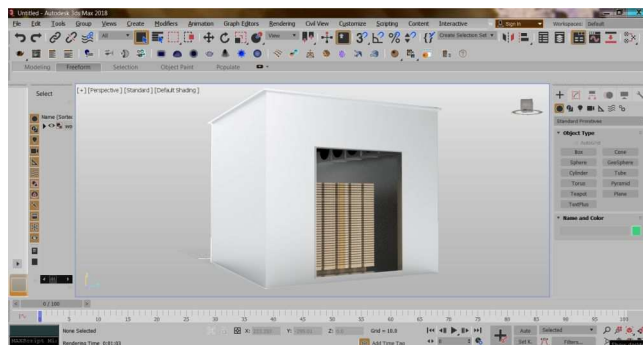 Untitled - Autodesk 3ds Max 2018
File Edit Tools Group Views Create Modifiers Animation Graph Editors Rendering Civil View Customize Scripting Content Interactive Sign In Workspaces: Default
All View Create Selection Set
Modeling Freeform Selection Object Paint Populate
Select
[+] [Perspective] [Standard] [Default Shading]
Name (Sorted
Standard Primitives
Object Type
AutoGrid
Box Cone
Sphere GeoSphere
Cylinder Tube
Torus Pyramid
Teapot Plane
TextPlus
Name and Color
0 / 100
5 10 15 20 25 30 35 40 45 50 55 60 65 70 75 80 85 90 95 100
None Selected X: Y: Z: Grid = 10.0 Auto Selected
MAXScript Mi Rendering Time 0:01:03 Add Time Tag 0 Set K. Filters...